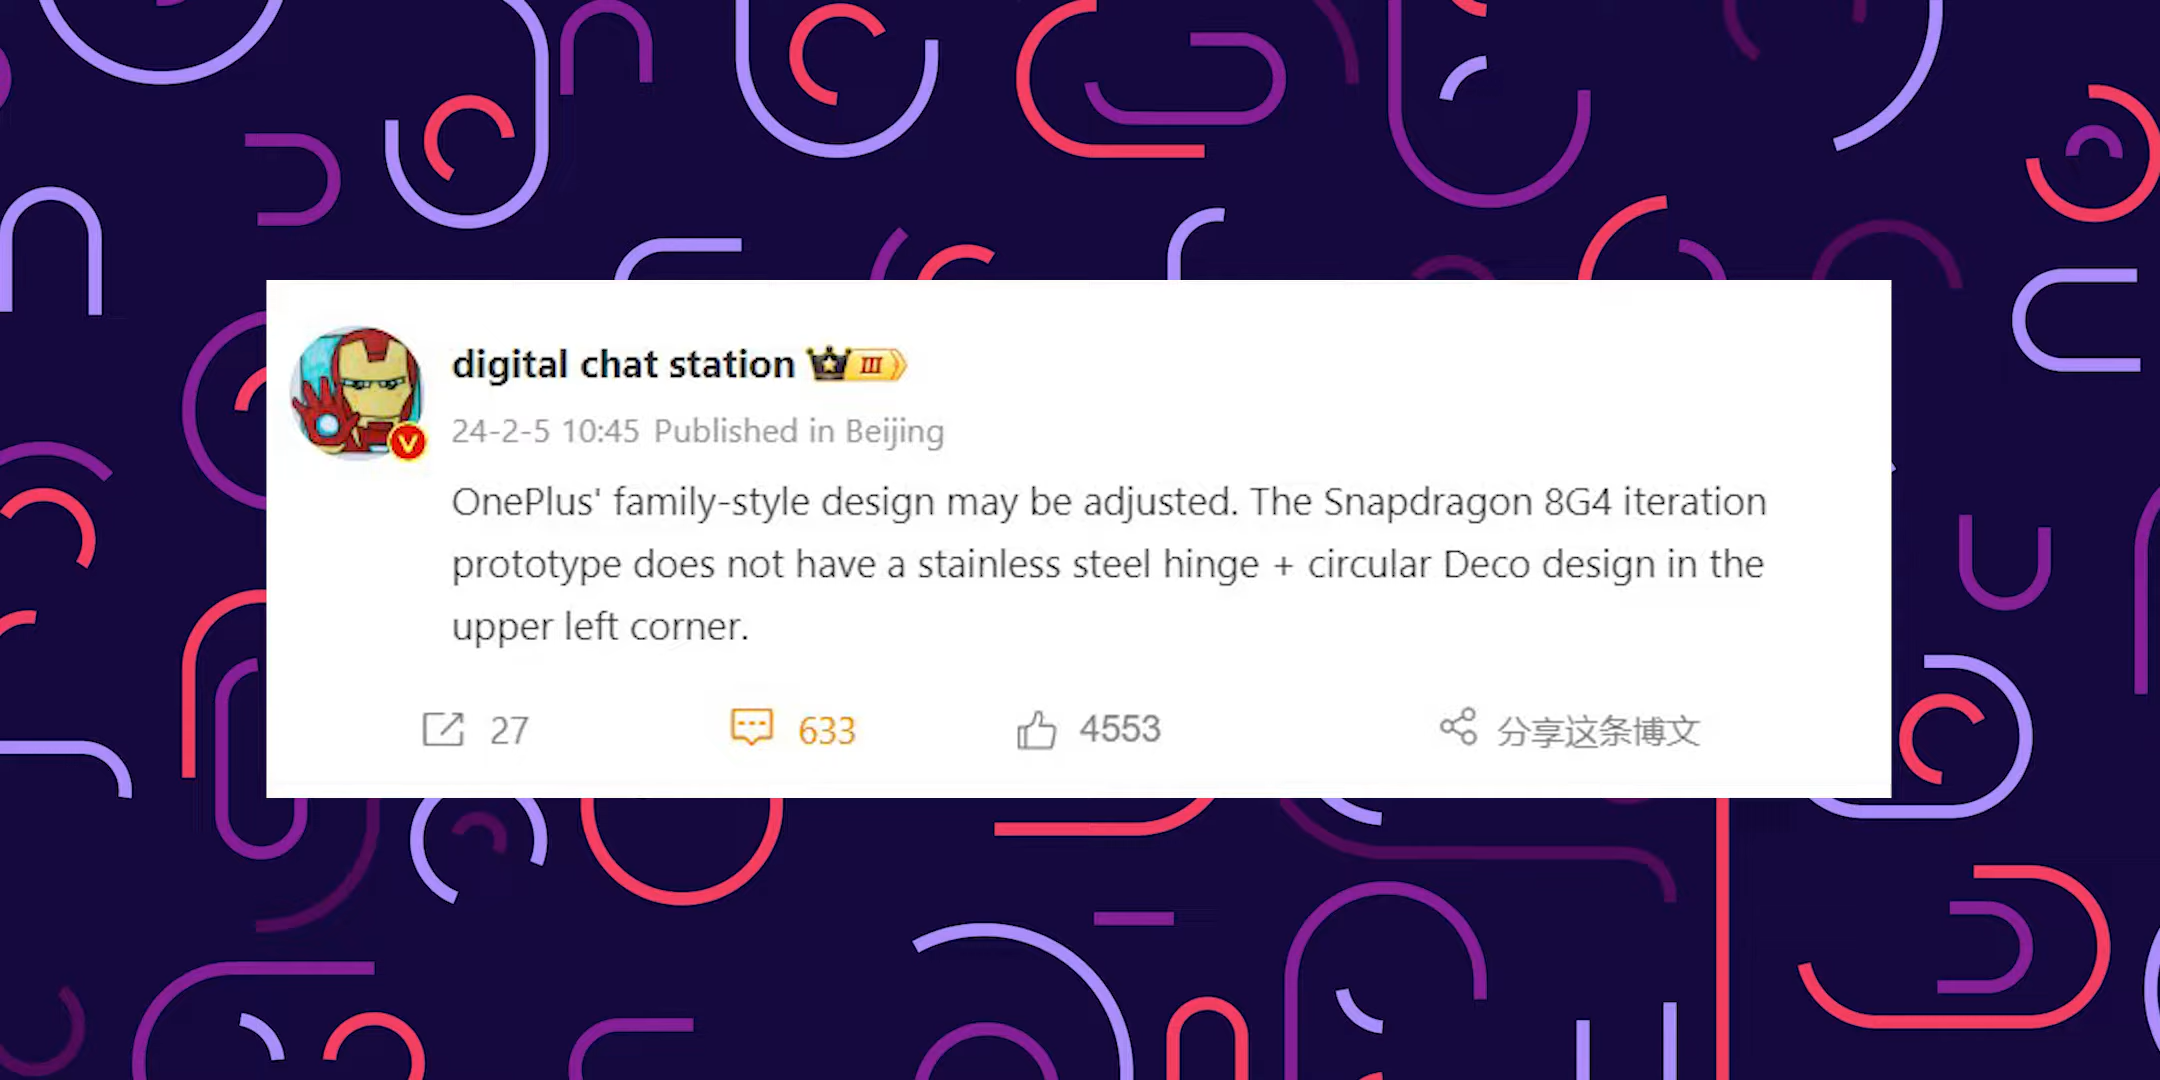 digital chat station III
24-2-5 10:45 Published in Beijing
OnePlus' family-style design may be adjusted. The Snapdragon 8G4 iteration
prototype does not have a stainless steel hinge + circular Deco design in the
upper left corner.
27 633 4553 分享这条博文